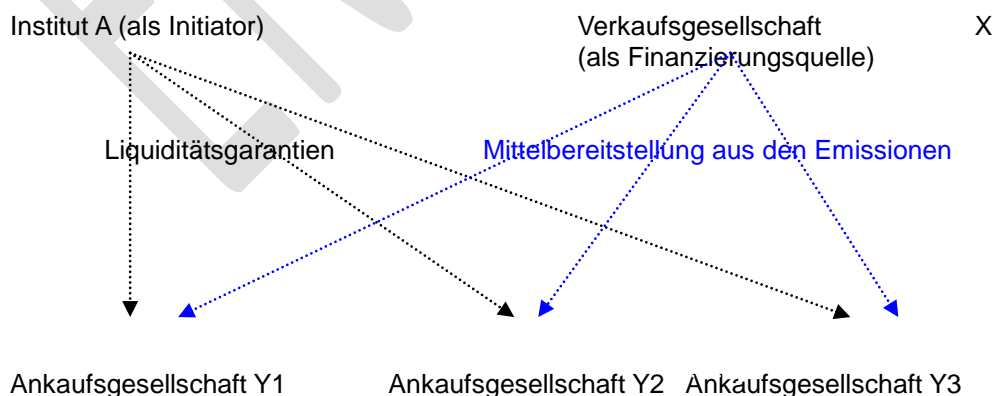 Institut A (als Initiator) Verkaufsgesellschaft X
(als Finanzierungsquelle)
Liquiditätsgarantien Mittelbereitstellung aus den Emissionen
Ankaufsgesellschaft Y1 Ankaufsgesellschaft Y2 Ankaufsgesellschaft Y3